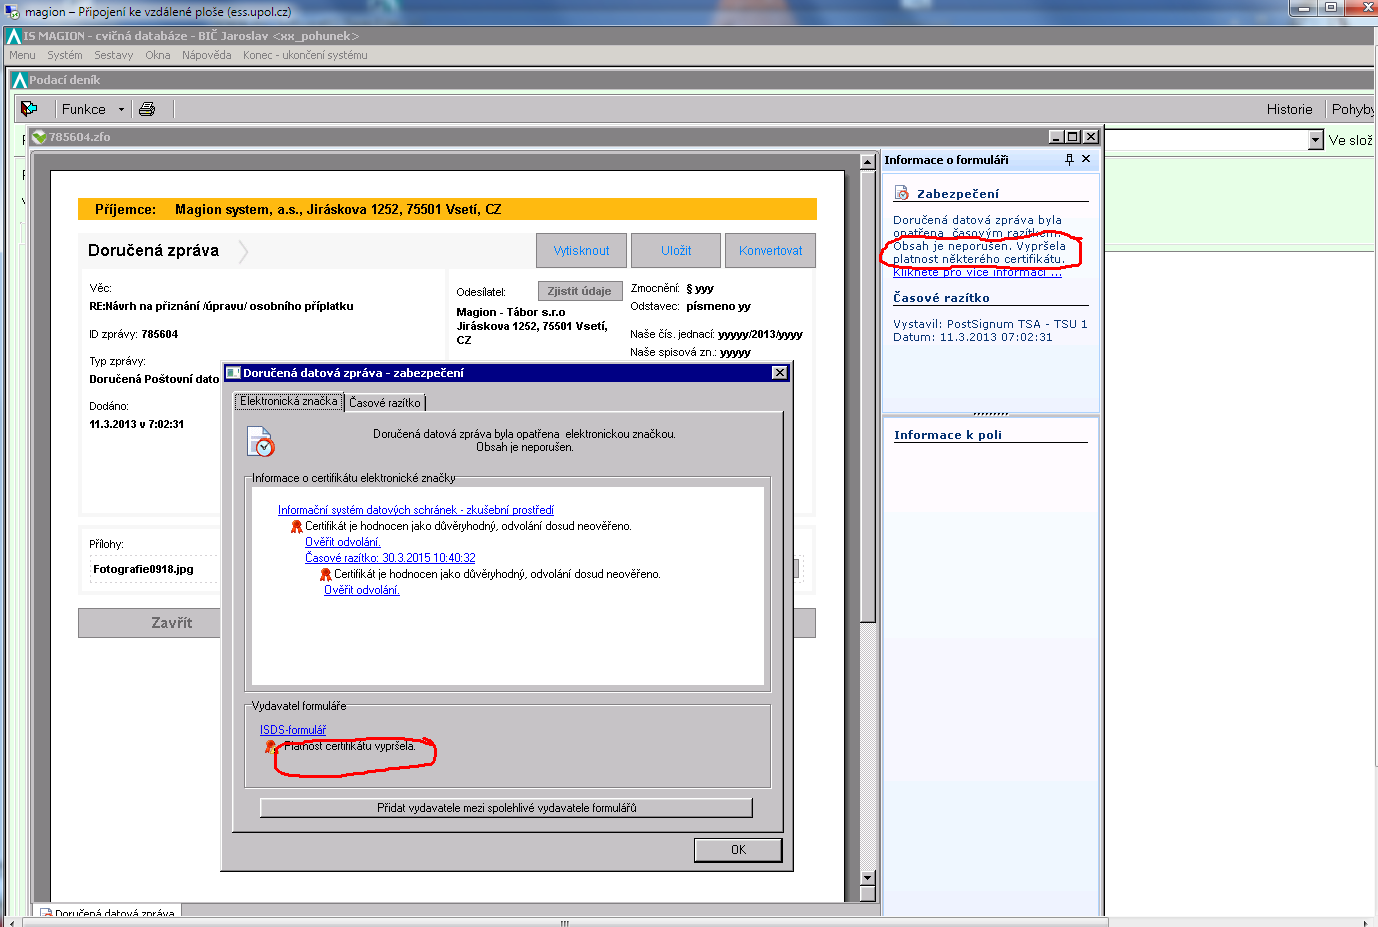 magion – Připojení ke vzdálené ploše (ess.upol.cz)
IS MAGION - cvičná databáze - BIČ Jaroslav <xx_pohunek>
Menu Systém Sestavy Okna Nápověda Konec - ukončení systému
Podací deník
Funkce Historie Pohyby
785604.zfo
Ve slož
Příjemce: Magion system, a.s., Jiráskova 1252, 75501 Vsetí, CZ
Doručená zpráva
Vytisknout Uložit Konvertovat
Věc:
RE:Návrh na přiznání /úpravu/ osobního příplatku
ID zprávy: 785604
Typ zprávy:
Doručená Poštovní dato
Dodáno:
11.3.2013 v 7:02:31
Odesílatel: Zjistit údaje
Magion - Tábor s.r.o
Jiráskova 1252, 75501 Vsetí,
CZ
Zmocnění: § yyy
Odstavec: písmeno yy
Naše čís. jednací: yyyyy/2013/yyyy
Naše spisová zn.: yyyyy
Přílohy:
Fotografie0918.jpg
Zavřít
Informace o formuláři
Zabezpečení
Doručená datová zpráva byla
opatřena časovým razítkem.
Obsah je neporušen. Vypršela
platnost některého certifikátu.
Klikněte pro více informací ...
Časové razítko
Vystavil: PostSignum TSA - TSU 1
Datum: 11.3.2013 07:02:31
Informace k poli
Doručená datová zpráva - zabezpečení
Elektronická značka Časové razítko
Doručená datová zpráva byla opatřena elektronickou značkou.
Obsah je neporušen.
Informace o certifikátu elektronické značky
Informační systém datových schránek - zkušební prostředí
Certifikát je hodnocen jako důvěryhodný, odvolání dosud neověřeno.
Ověřit odvolání.
Časové razítko: 30.3.2015 10:40:32
Certifikát je hodnocen jako důvěryhodný, odvolání dosud neověřeno.
Ověřit odvolání.
Vydavatel formuláře
ISDS-formulář
Platnost certifikátu vypršela.
Přidat vydavatele mezi spolehlivé vydavatele formulářů
OK
Doručená datová zpráva